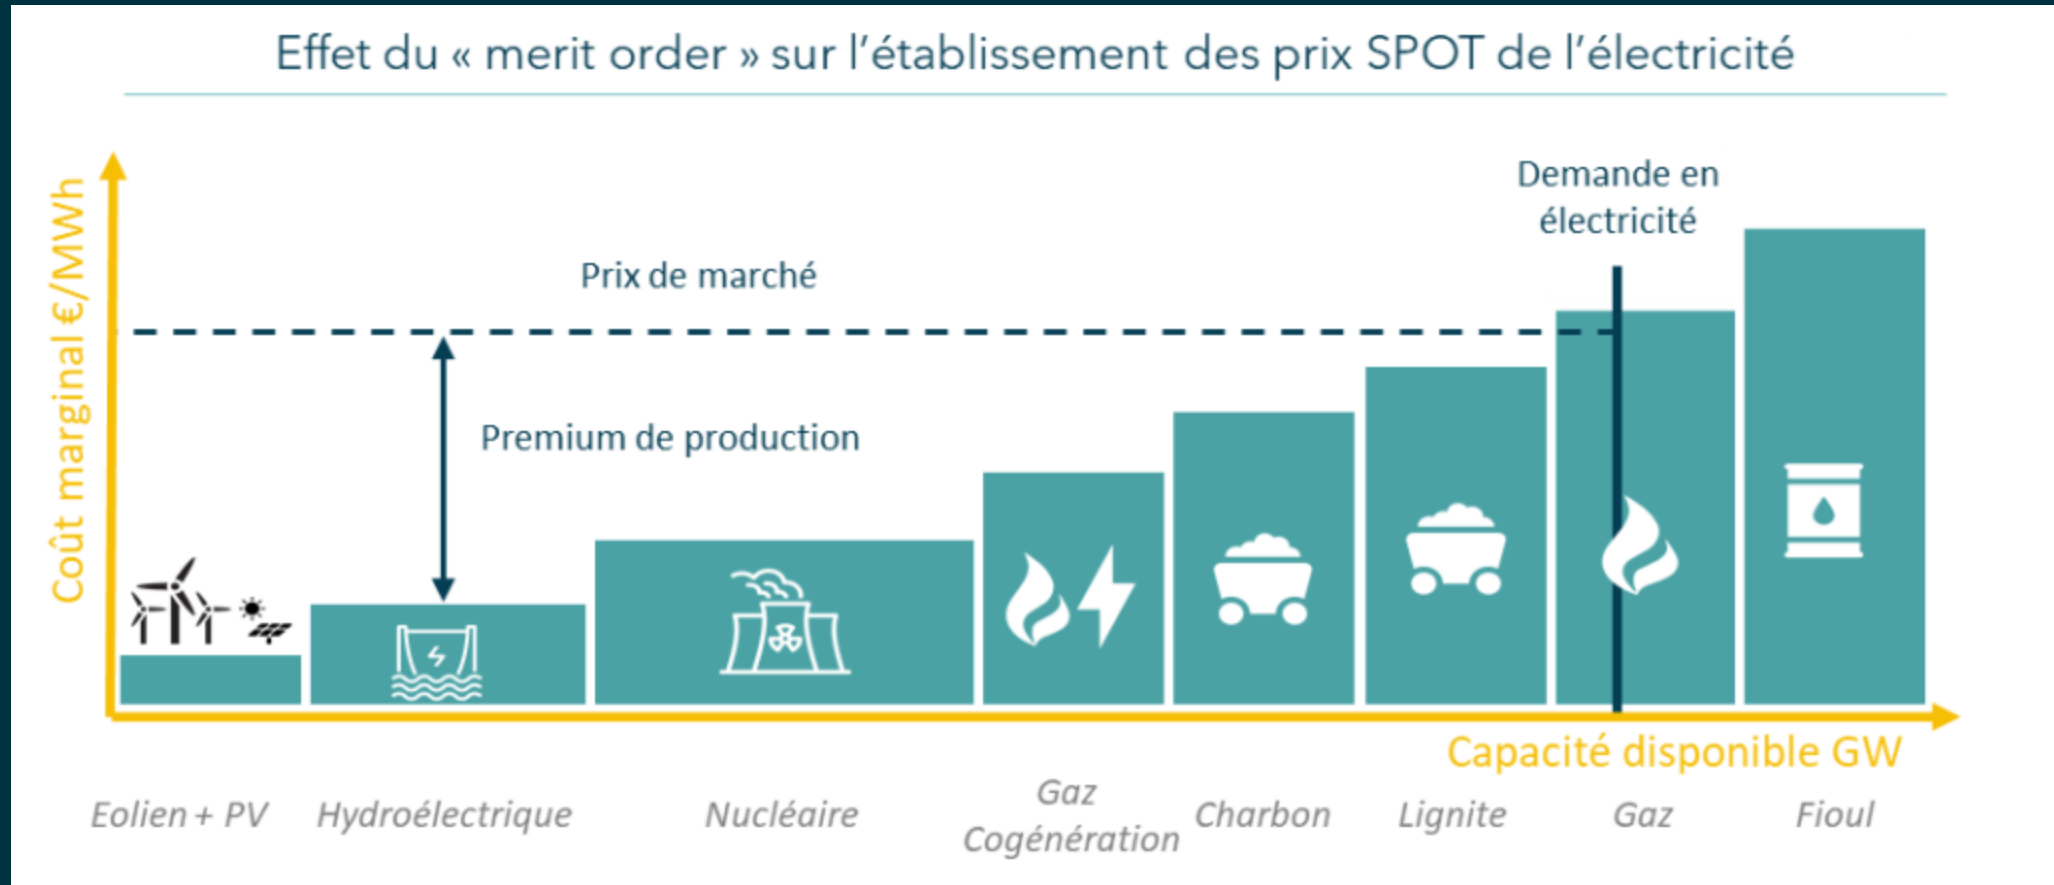 Effet du « merit order » sur l’établissement des prix SPOT de l’électricité
Coût marginal €/MWh
Demande en
électricité
Prix de marché
Premium de production
Capacité disponible GW
Eolien + PV
Hydroélectrique
Nucléaire
Gaz
Cogénération
Charbon
Lignite
Gaz
Fioul